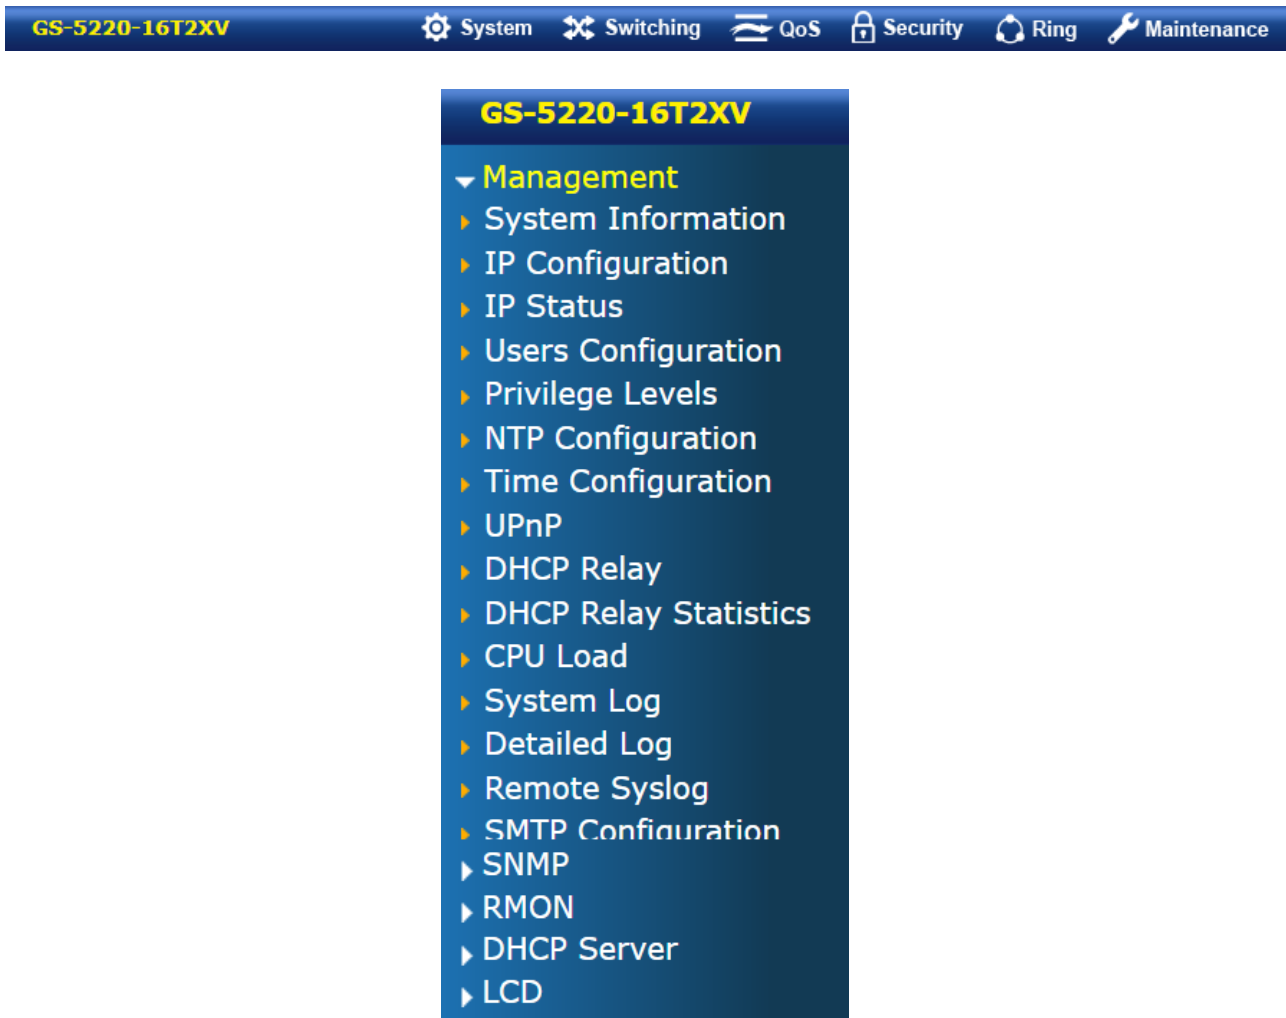 GS-5220-16T2XV System Switching QoS Security Ring Maintenance
GS-5220-16T2XV
Management
System Information
IP Configuration
IP Status
Users Configuration
Privilege Levels
NTP Configuration
Time Configuration
UPnP
DHCP Relay
DHCP Relay Statistics
CPU Load
System Log
Detailed Log
Remote Syslog
SMTP Configuration
SNMP
RMON
DHCP Server
LCD